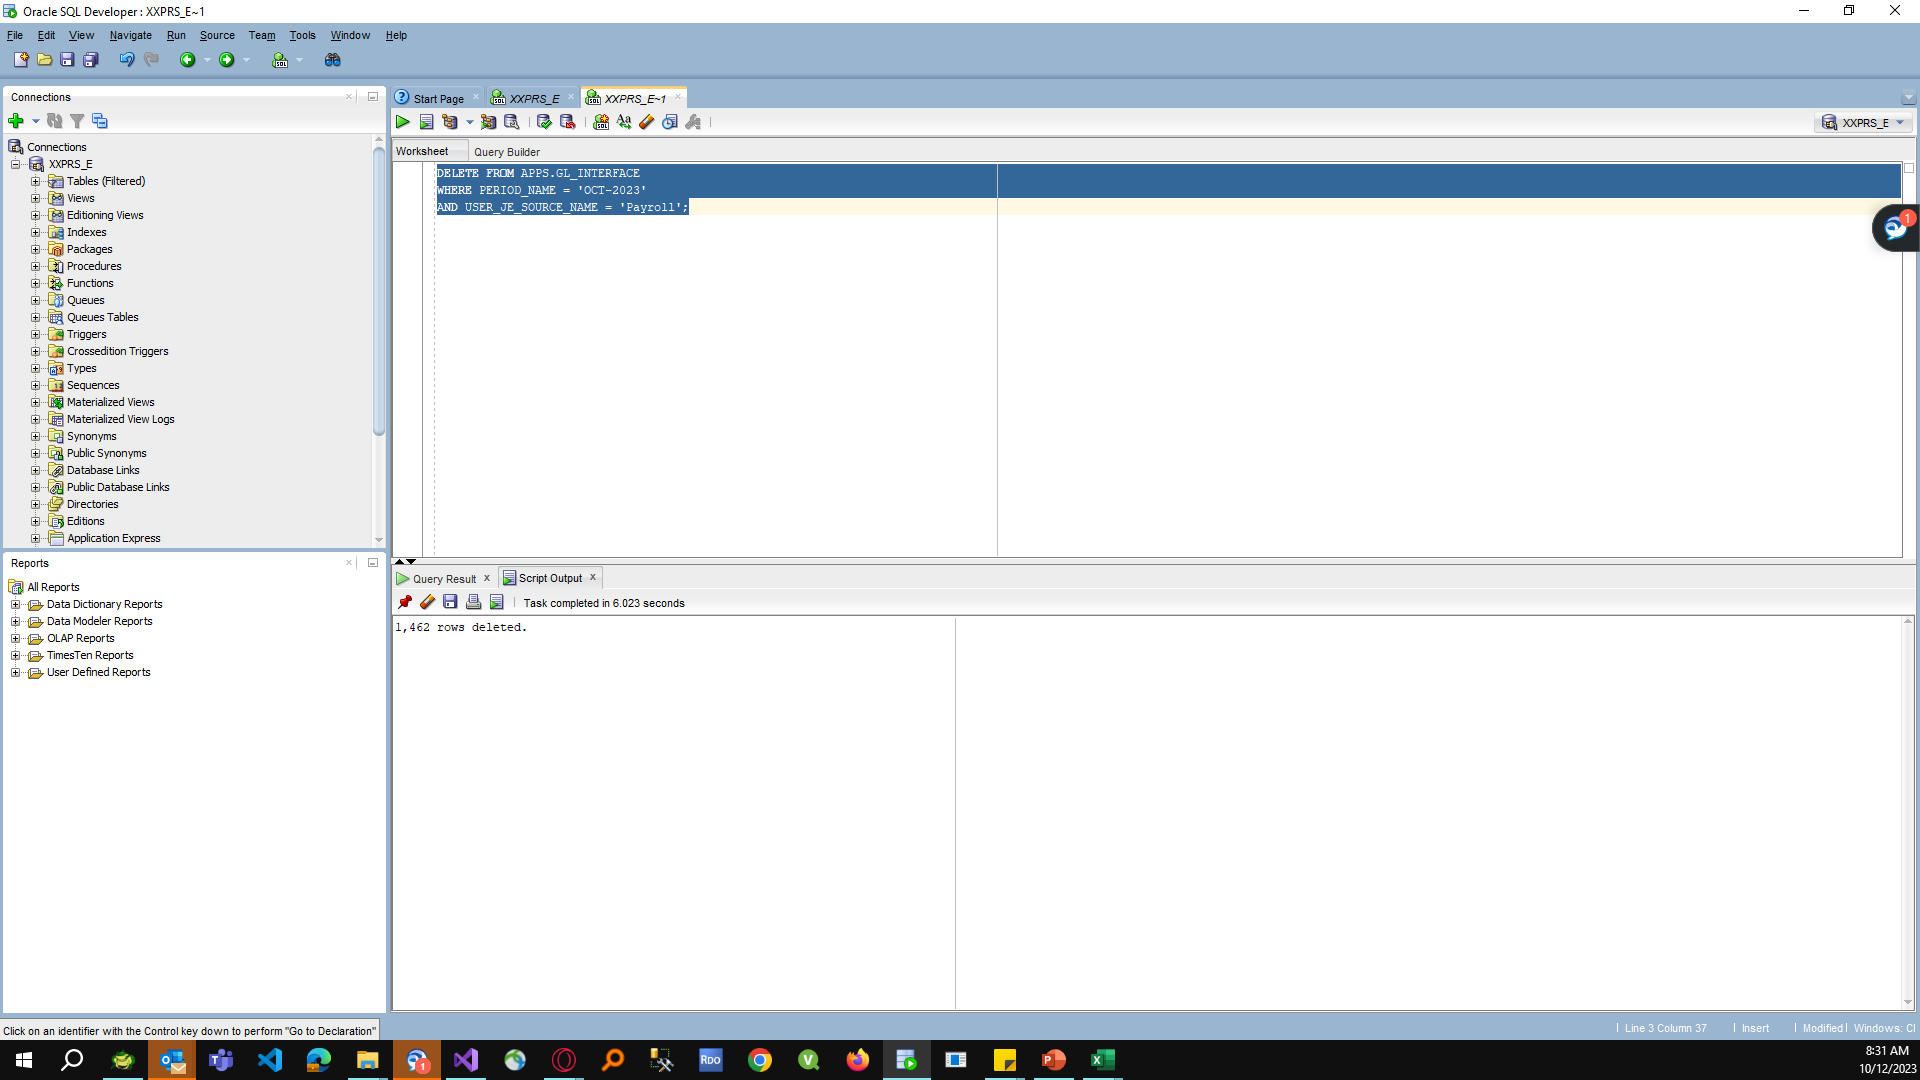 Oracle SQL Developer : XXPRS_E~1
File Edit View Navigate Run Source Team Tools Window Help
Connections
Connections
XXPRS_E
Tables (Filtered)
Views
Editioning Views
Indexes
Packages
Procedures
Functions
Queues
Queues Tables
Triggers
Crossedition Triggers
Types
Sequences
Materialized Views
Materialized View Logs
Synonyms
Public Synonyms
Database Links
Public Database Links
Directories
Editions
Application Express
Reports
All Reports
Data Dictionary Reports
Data Modeler Reports
OLAP Reports
TimesTen Reports
User Defined Reports
Start Page XXPRS_E XXPRS_E~1
XXPRS_E
Worksheet Query Builder
DELETE FROM APPS.GL_INTERFACE
WHERE PERIOD_NAME = 'OCT-2023'
AND USER_JE_SOURCE_NAME = 'Payroll';
1
Query Result Script Output
Task completed in 6.023 seconds
1,462 rows deleted.
Click on an identifier with the Control key down to perform "Go to Declaration"
Line 3 Column 37 Insert Modified Windows: Cl
RDO
1
8:31 AM
10/12/2023